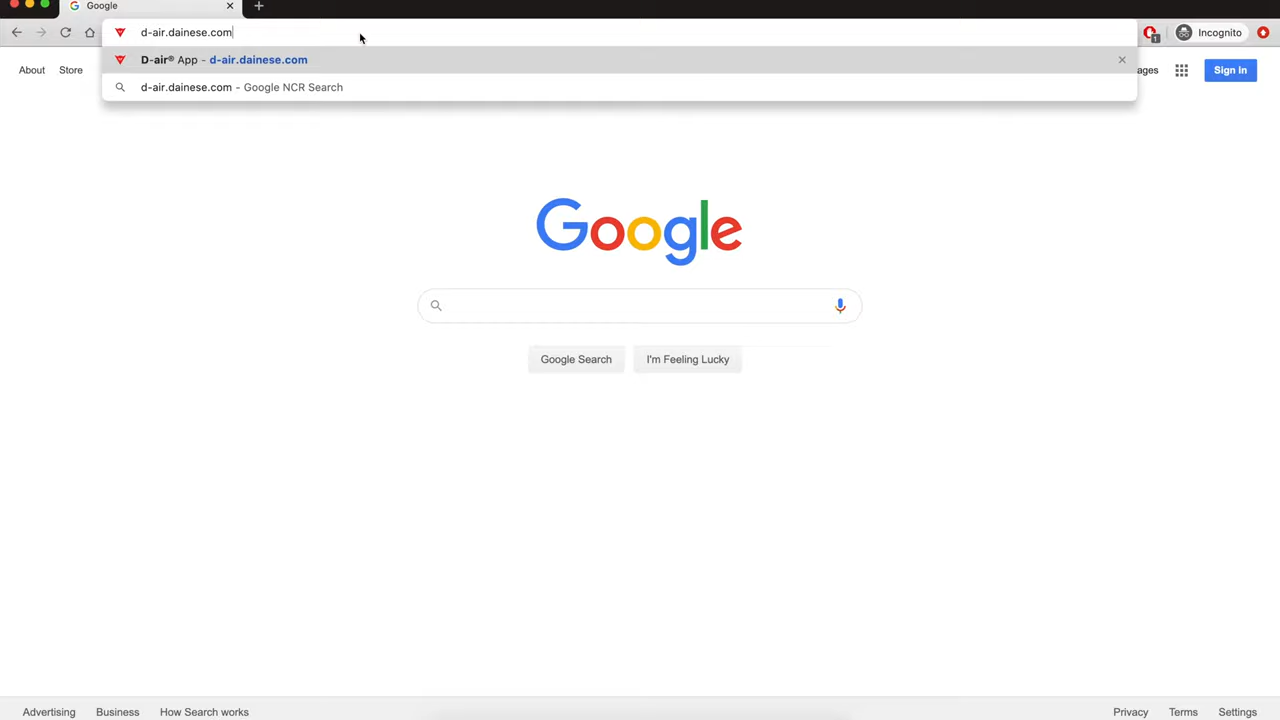 Google
d-air.dainese.com
1
Incognito
D-air® App - d-air.dainese.com
d-air.dainese.com - Google NCR Search
About
Store
ages
Sign in
Google
Google Search
I'm Feeling Lucky
Advertising
Business
How Search works
Privacy
Terms
Settings